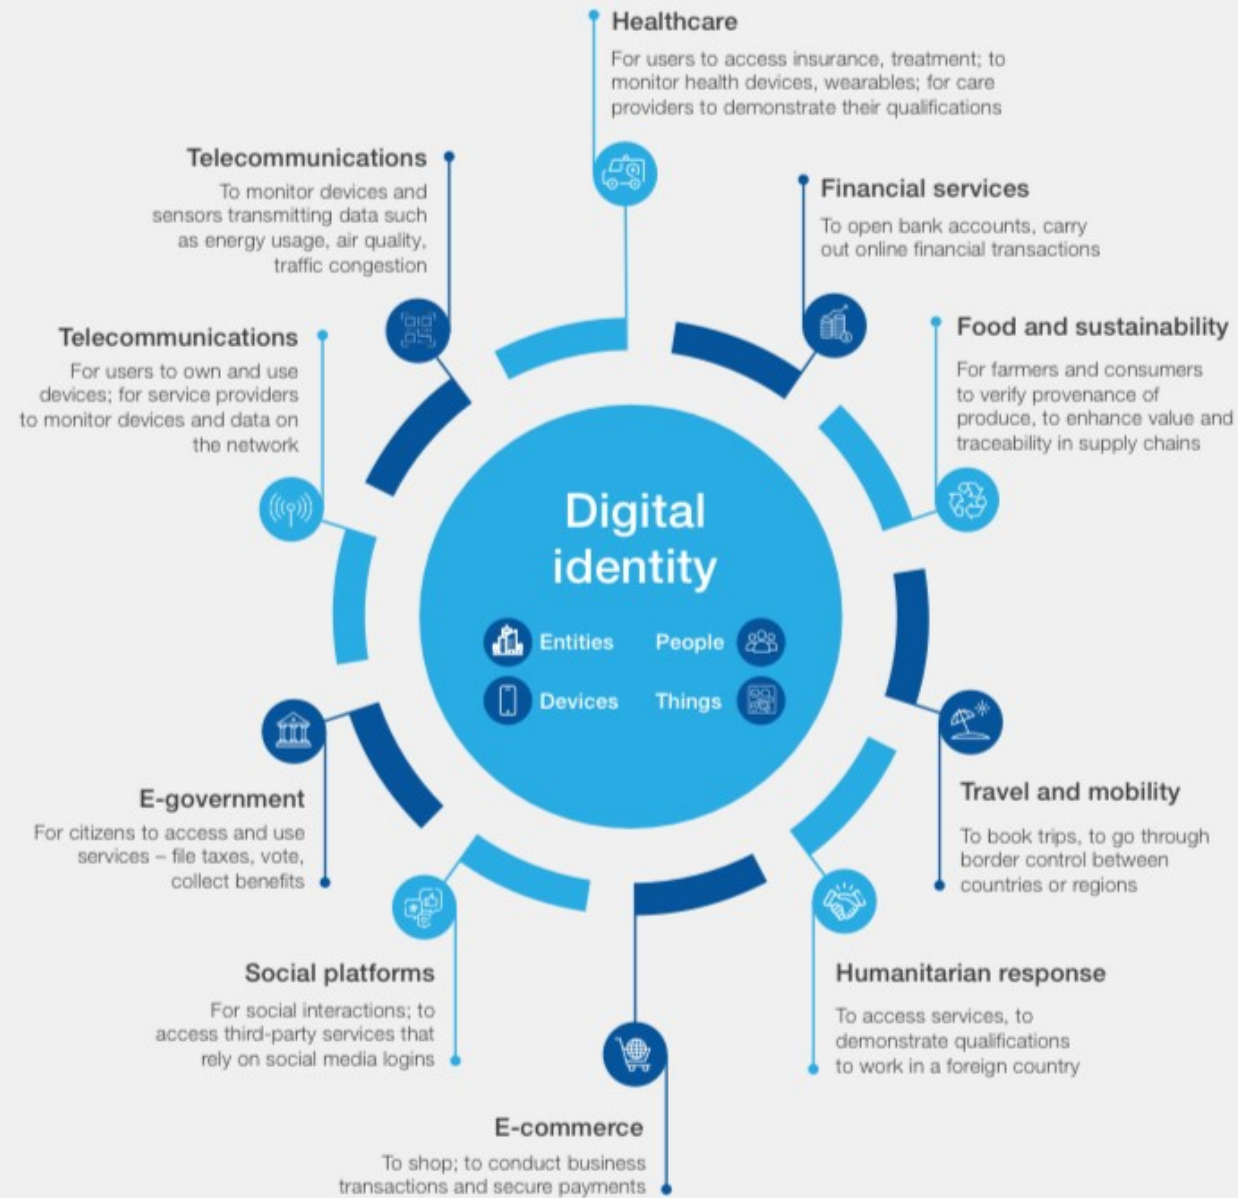 Healthcare
For users to access insurance, treatment; to
monitor health devices, wearables; for care
providers to demonstrate their qualifications
Telecommunications
To monitor devices and
sensors transmitting data such
as energy usage, air quality,
traffic congestion
Financial services
To open bank accounts, carry
out online financial transactions
Telecommunications
For users to own and use
devices; for service providers
to monitor devices and data on
the network
Food and sustainability
For farmers and consumers
to verify provenance of
produce, to enhance value and
traceability in supply chains
Digital
identity
Entities
People
Devices
Things
E-government
For citizens to access and use
services – file taxes, vote,
collect benefits
Travel and mobility
To book trips, to go through
border control between
countries or regions
Social platforms
For social interactions; to
access third-party services that
rely on social media logins
Humanitarian response
To access services, to
demonstrate qualifications
to work in a foreign country
E-commerce
To shop; to conduct business
transactions and secure payments